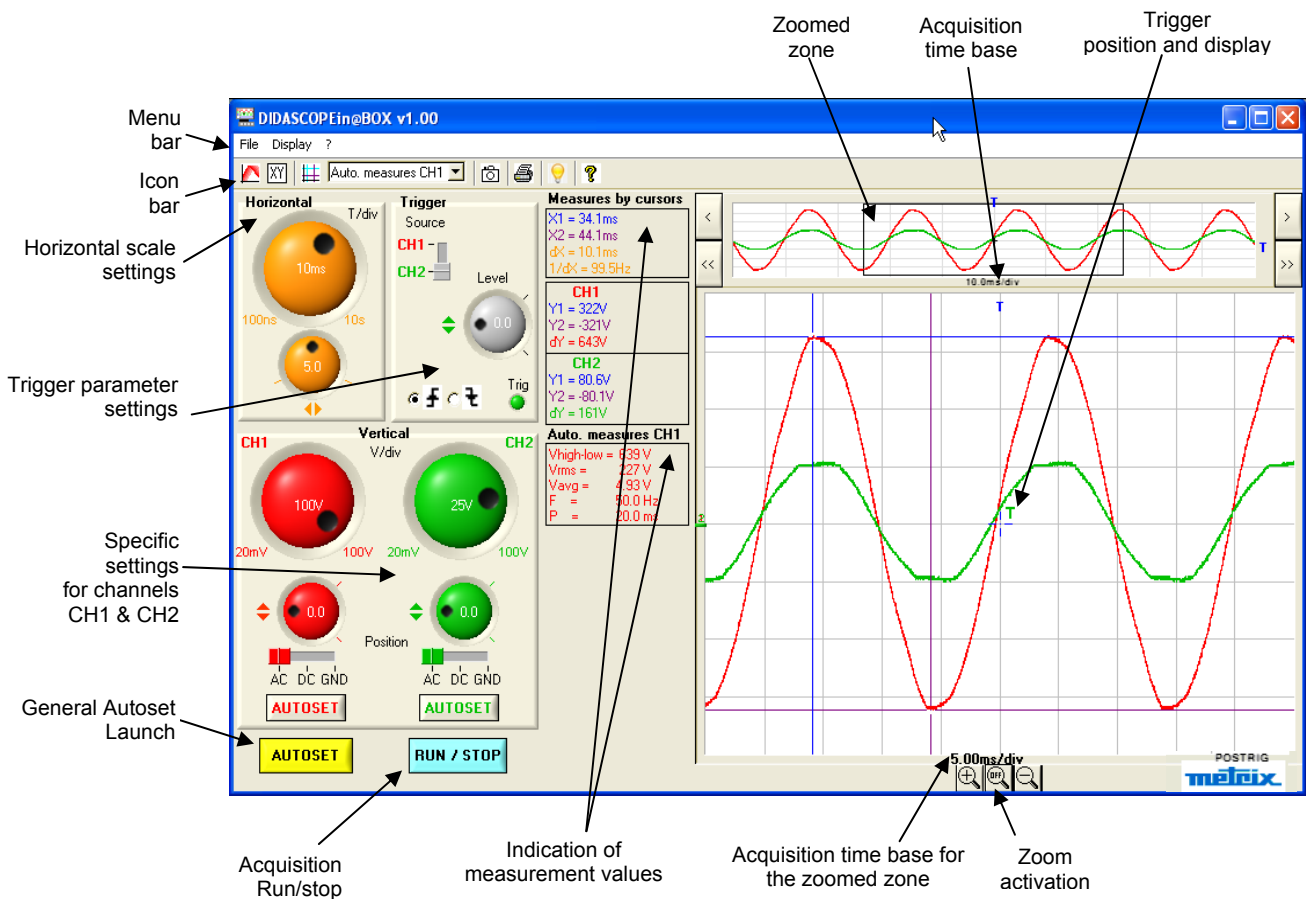 Zoomed
zone
Acquisition
time base
Trigger
position and display
Menu
bar
Icon
bar
Horizontal scale
settings
Trigger parameter
settings
Specific
settings
for channels
CH1 & CH2
General Autoset
Launch
DIDASCOPEin@BOX v1.00
File Display ?
XY Auto. measures CH1 ?
Horizontal
T/div
10ms
100ns 10s
5.0
Trigger
Source
CH1
CH2
Level
0.0
Trig
Measures by cursors
X1 = 34.1ms
X2 = 44.1ms
dX = 10.1ms
1/dX = 99.5Hz
CH1
Y1 = 322V
Y2 = -321V
dY = 643V
CH2
Y1 = 80.6V
Y2 = -80.1V
dY = 161V
Auto. measures CH1
Vhigh-low = 639 V
Vrms = 227 V
Vavg = 4.93 V
F = 50.0 Hz
P = 20.0 ms
Vertical
V/div
CH1 CH2
100V 25V
20mV 100V 20mV 100V
0.0 0.0
Position
AC DC GND AC DC GND
AUTOSET AUTOSET
AUTOSET RUN / STOP
< >
<< >>
T
T
10.0ms/div
T
T
5.00ms/div
OFF
POSTRIG
metrix
Acquisition
Run/stop
Indication of
measurement values
Acquisition time base for
the zoomed zone
Zoom
activation